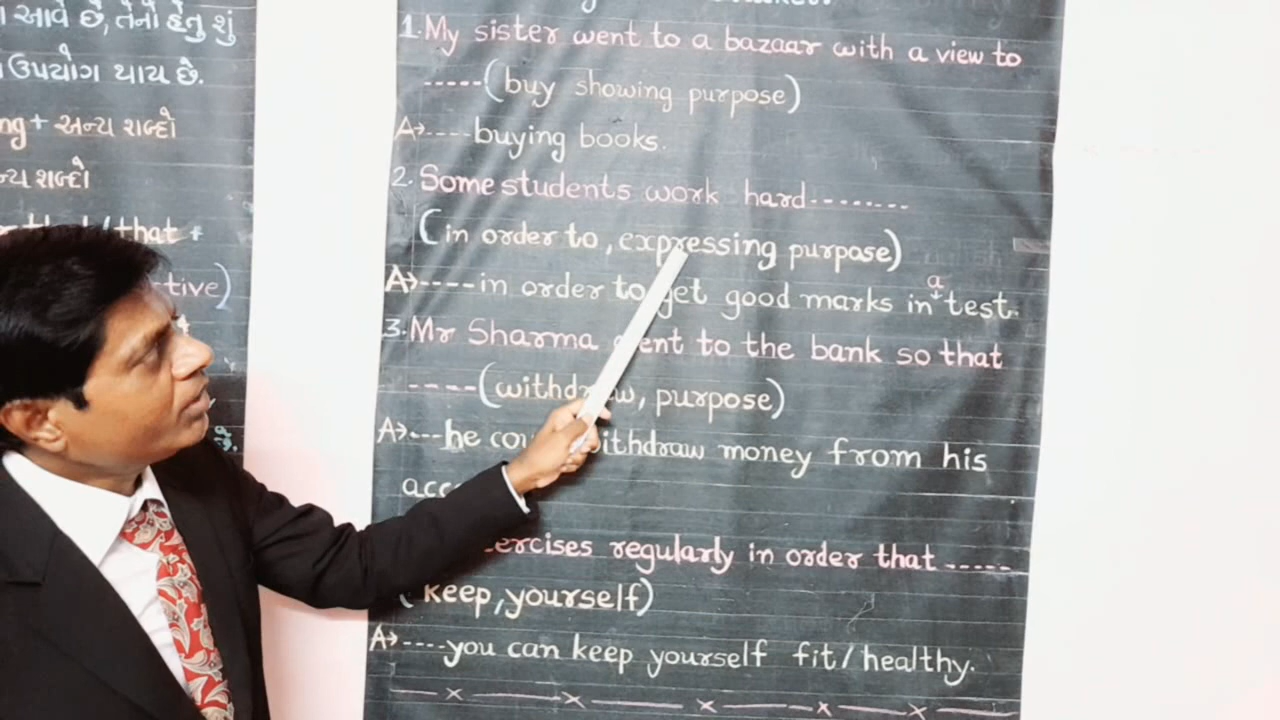 આવે છે, તેનો હેતુ શું
ઉપયોગ થાય છે.
ng + અન્ય શબ્દો
ન્ય શબ્દો
that / that +
tive)
છે.
1. My sister went to a bazaar with a view to
-----(buy showing purpose)
A→----buying books.
2. Some students work hard--------
(in order to, expressing purpose)
A→----in order to get good marks in a test.
3. Mr Sharma went to the bank so that
----(withdraw, purpose)
A→---he could withdraw money from his
acc
ercises regularly in order that -----
(keep, yourself)
A→----you can keep yourself fit/healthy.
—x——x——x——x——x——